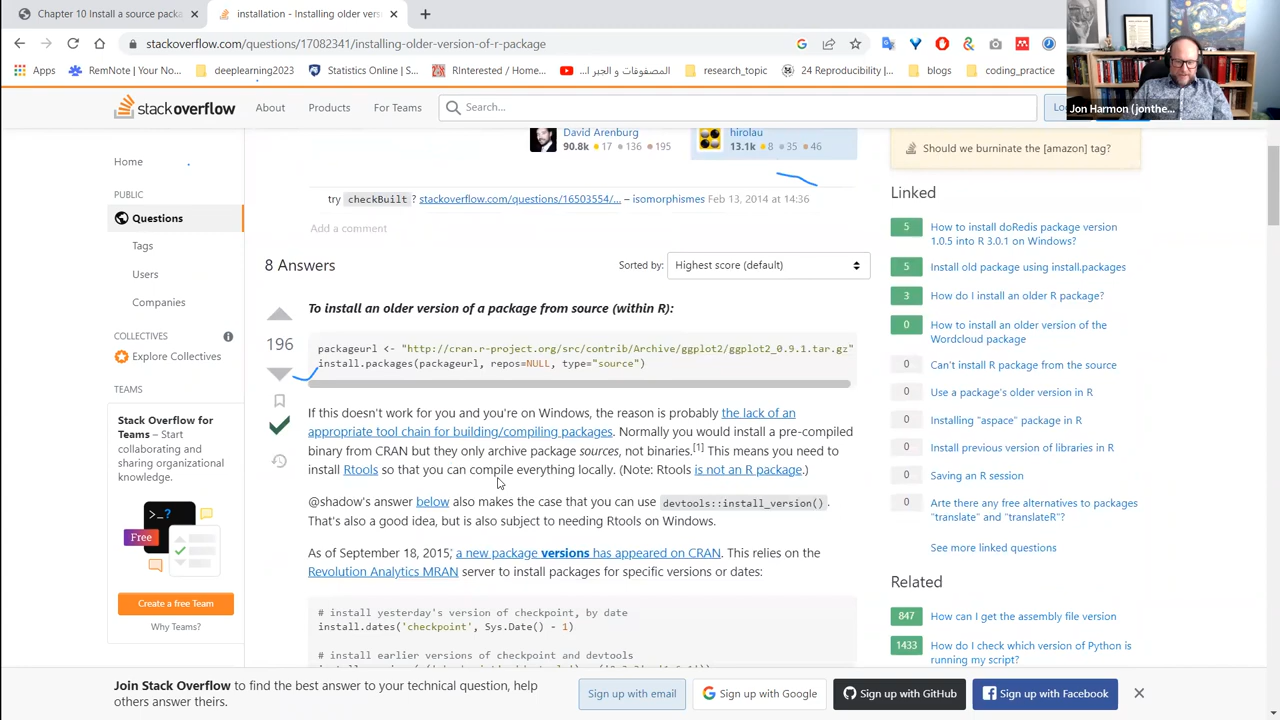 Chapter 10 Install a source packa
installation - Installing older vers
stackoverflow.com/questions/17082341/installing-older-version-of-r-package
Apps
RemNote | Your No...
deeplearning2023
Statistics Online | S...
المصفوفات و الجبر ا...
research_topic
24 Reproducibility |...
blogs
coding_practice
Jon Harmon (jonthe...
stackoverflow
About
Products
For Teams
Search...
Lo
Home
PUBLIC
Questions
Tags
Users
Companies
COLLECTIVES
Explore Collectives
TEAMS
Stack Overflow for
Teams – Start
collaborating and
sharing organizational
knowledge.
>_?
Free
Create a free Team
Why Teams?
David Arenburg
90.8k 17 136 195
hirolau
13.1k 8 35 46
try checkBuilt ? stackoverflow.com/questions/16503554/… – isomorphismes Feb 13, 2014 at 14:36
Add a comment
8 Answers
Sorted by:
Highest score (default)
196
To install an older version of a package from source (within R):
packageurl <- "http://cran.r-project.org/src/contrib/Archive/ggplot2/ggplot2_0.9.1.tar.gz"
install.packages(packageurl, repos=NULL, type="source")
If this doesn't work for you and you're on Windows, the reason is probably the lack of an
appropriate tool chain for building/compiling packages. Normally you would install a pre-compiled
binary from CRAN but they only archive package sources, not binaries.[1] This means you need to
install Rtools so that you can compile everything locally. (Note: Rtools is not an R package.)
@shadow's answer below also makes the case that you can use devtools::install_version().
That's also a good idea, but is also subject to needing Rtools on Windows.
As of September 18, 2015, a new package versions has appeared on CRAN. This relies on the
Revolution Analytics MRAN server to install packages for specific versions or dates:
# install yesterday's version of checkpoint, by date
install.dates('checkpoint', Sys.Date() - 1)
# install earlier versions of checkpoint and devtools
Should we burninate the [amazon] tag?
Linked
5 How to install doRedis package version
1.0.5 into R 3.0.1 on Windows?
5 Install old package using install.packages
3 How do I install an older R package?
0 How to install an older version of the
Wordcloud package
0 Can't install R package from the source
0 Use a package's older version in R
0 Installing "aspace" package in R
0 Install previous version of libraries in R
0 Saving an R session
0 Arte there any free alternatives to packages
"translate" and "translateR"?
See more linked questions
Related
847 How can I get the assembly file version
1433 How do I check which version of Python is
running my script?
Join Stack Overflow to find the best answer to your technical question, help
others answer theirs.
Sign up with email
Sign up with Google
Sign up with GitHub
Sign up with Facebook